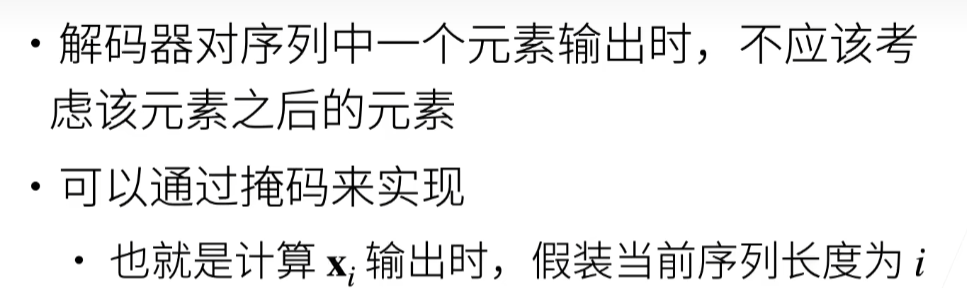 • 解码器对序列中一个元素输出时，不应该考
虑该元素之后的元素
• 可以通过掩码来实现
• 也就是计算 xᵢ 输出时，假装当前序列长度为 i